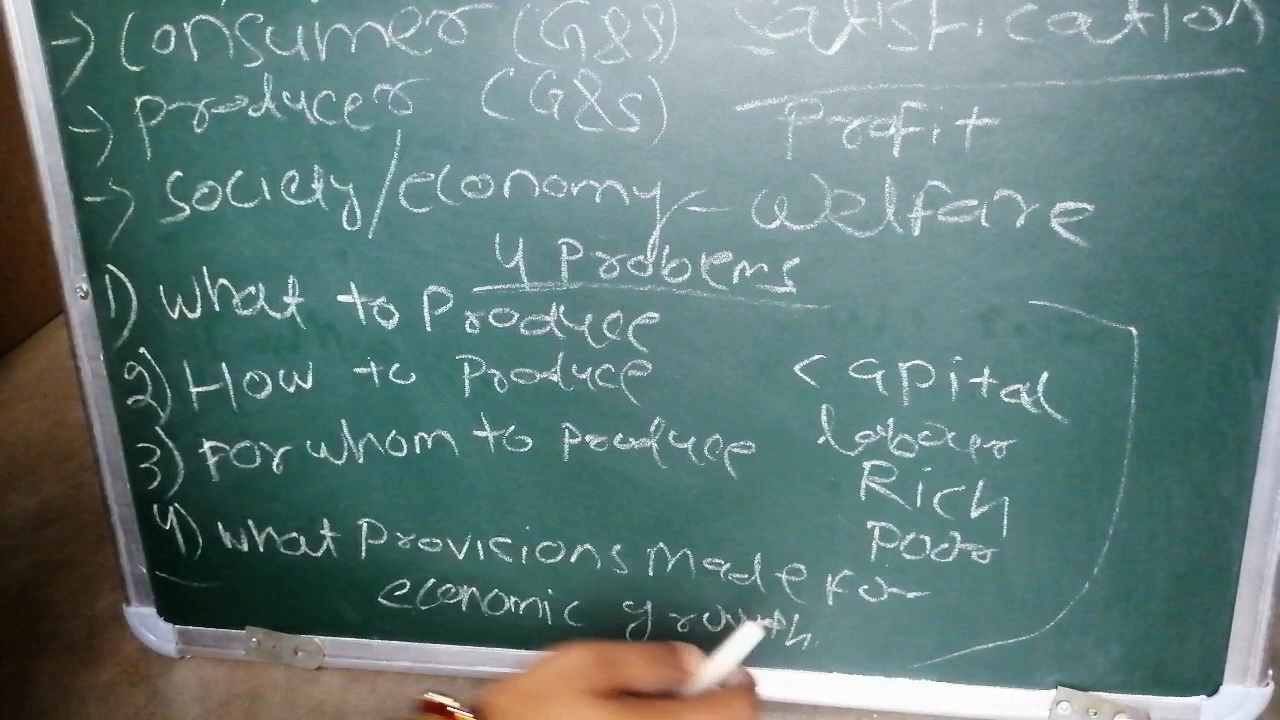 -> Consumer (G&S) Satisfication
-> Producer (G&S) Profit
-> Society/economy - Welfare
4 Problems
1) What to Produce
2) How to Produce < Capital
labour
3) For whom to Produce Rich
Poor
4) What Provisions Made For
economic growth